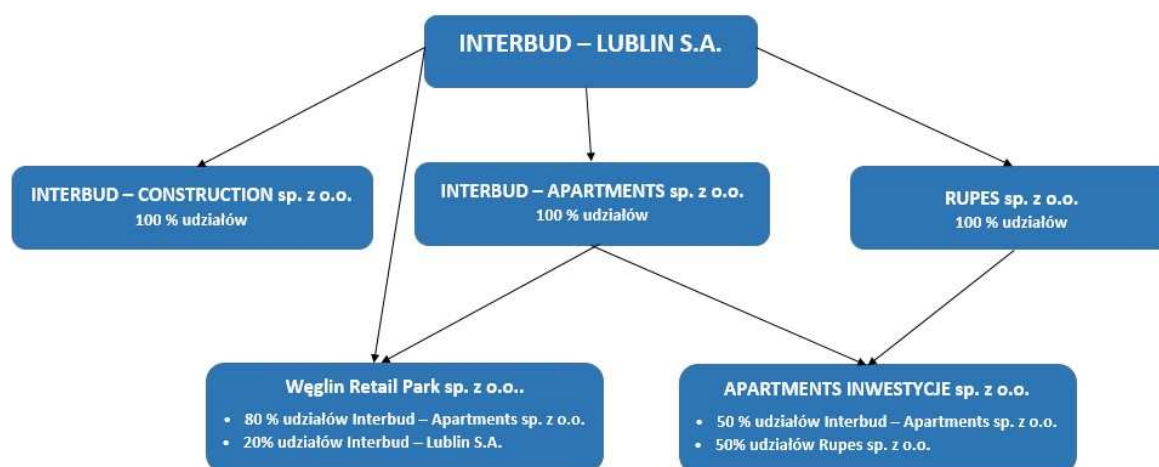 INTERBUD – LUBLIN S.A.
INTERBUD – CONSTRUCTION sp. z o.o.
100 % udziałów
INTERBUD – APARTMENTS sp. z o.o.
100 % udziałów
RUPES sp. z o.o.
100 % udziałów
Węglin Retail Park sp. z o.o..
• 80 % udziałów Interbud – Apartments sp. z o.o.
• 20% udziałów Interbud – Lublin S.A.
APARTMENTS INWESTYCJE sp. z o.o.
• 50 % udziałów Interbud – Apartments sp. z o.o.
• 50% udziałów Rupes sp. z o.o.